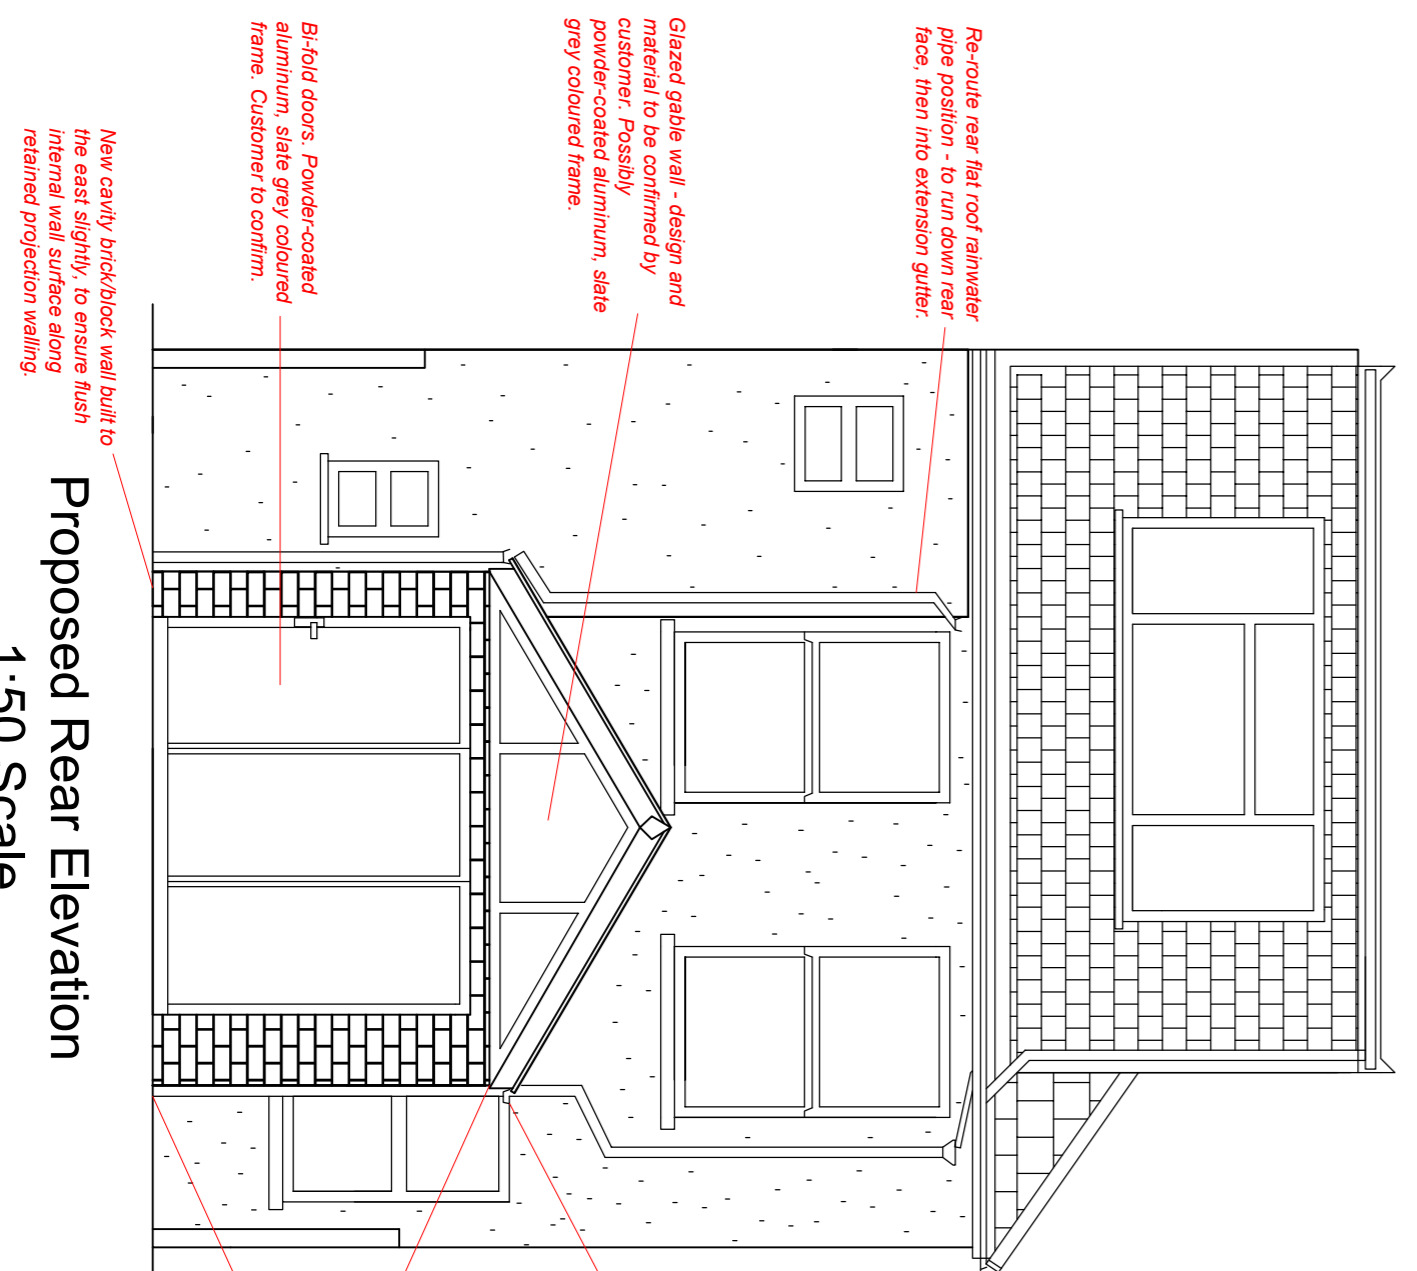 Re-route rear flat roof rainwater
pipe position - to run down rear
face, then into extension gutter.
Glazed gable wall - design and
material to be confirmed by
customer. Possibly
powder-coated aluminum, slate
grey coloured frame.
Bi-fold doors. Powder-coated
aluminum, slate grey coloured
frame. Customer to confirm.
New cavity brick/block wall built to
the east slightly, to ensure flush
internal wall surface along
retained projection walling.
Proposed Rear Elevation
1:50 Scale